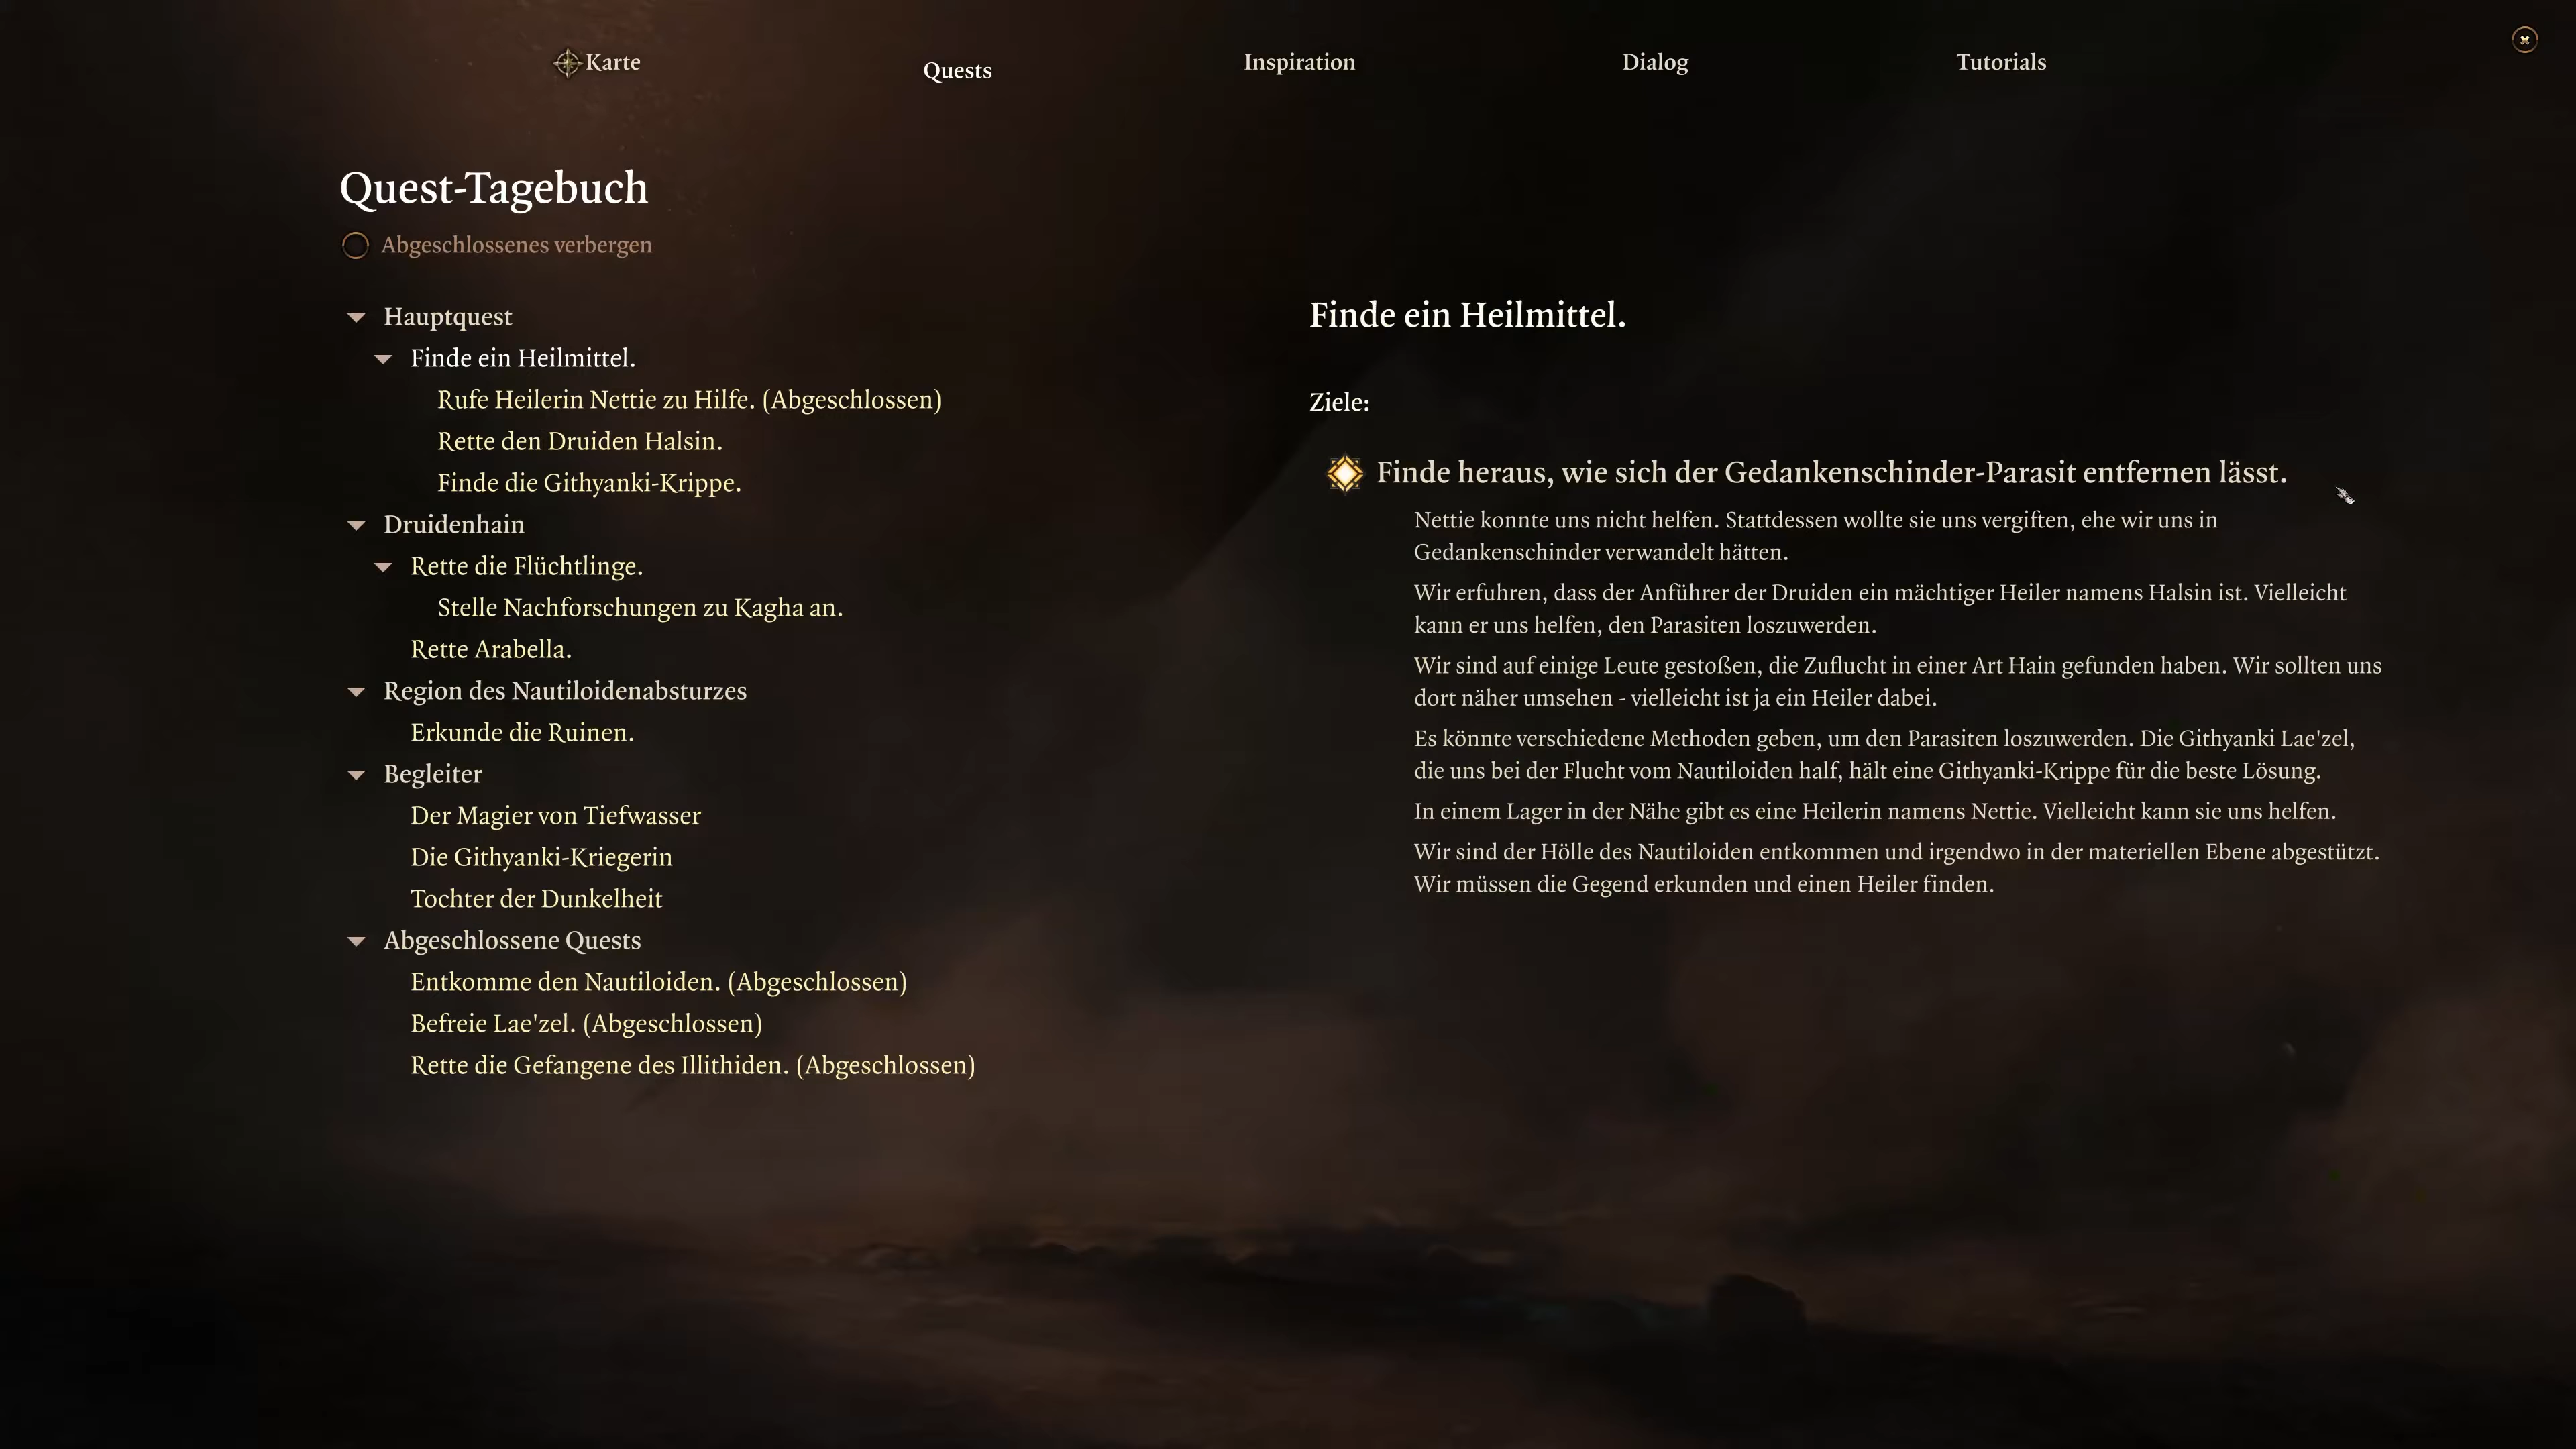 Karte
Quests
Inspiration
Dialog
Tutorials
Quest-Tagebuch
Abgeschlossenes verbergen
Hauptquest
Finde ein Heilmittel.
Rufe Heilerin Nettie zu Hilfe. (Abgeschlossen)
Rette den Druiden Halsin.
Finde die Githyanki-Krippe.
Druidenhain
Rette die Flüchtlinge.
Stelle Nachforschungen zu Kagha an.
Rette Arabella.
Region des Nautiloidenabsturzes
Erkunde die Ruinen.
Begleiter
Der Magier von Tiefwasser
Die Githyanki-Kriegerin
Tochter der Dunkelheit
Abgeschlossene Quests
Entkomme den Nautiloiden. (Abgeschlossen)
Befreie Lae'zel. (Abgeschlossen)
Rette die Gefangene des Illithiden. (Abgeschlossen)
Finde ein Heilmittel.
Ziele:
Finde heraus, wie sich der Gedankenschinder-Parasit entfernen lässt.
Nettie konnte uns nicht helfen. Stattdessen wollte sie uns vergiften, ehe wir uns in
Gedankenschinder verwandelt hätten.
Wir erfuhren, dass der Anführer der Druiden ein mächtiger Heiler namens Halsin ist. Vielleicht
kann er uns helfen, den Parasiten loszuwerden.
Wir sind auf einige Leute gestoßen, die Zuflucht in einer Art Hain gefunden haben. Wir sollten uns
dort näher umsehen - vielleicht ist ja ein Heiler dabei.
Es könnte verschiedene Methoden geben, um den Parasiten loszuwerden. Die Githyanki Lae'zel,
die uns bei der Flucht vom Nautiloiden half, hält eine Githyanki-Krippe für die beste Lösung.
In einem Lager in der Nähe gibt es eine Heilerin namens Nettie. Vielleicht kann sie uns helfen.
Wir sind der Hölle des Nautiloiden entkommen und irgendwo in der materiellen Ebene abgestützt.
Wir müssen die Gegend erkunden und einen Heiler finden.